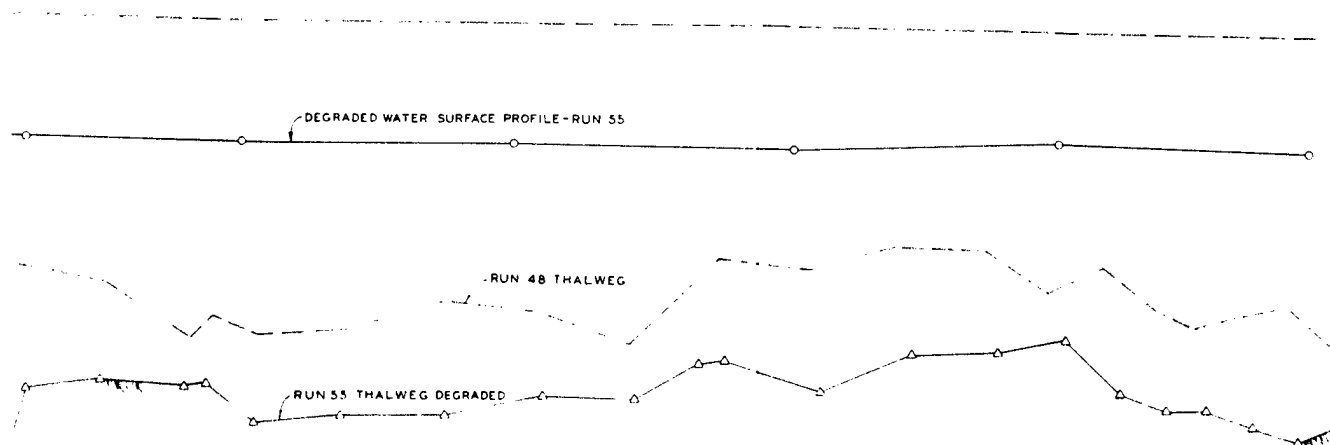 DEGRADED WATER SURFACE PROFILE-RUN 55
RUN 48 THALWEG
RUN 55 THALWEG DEGRADED